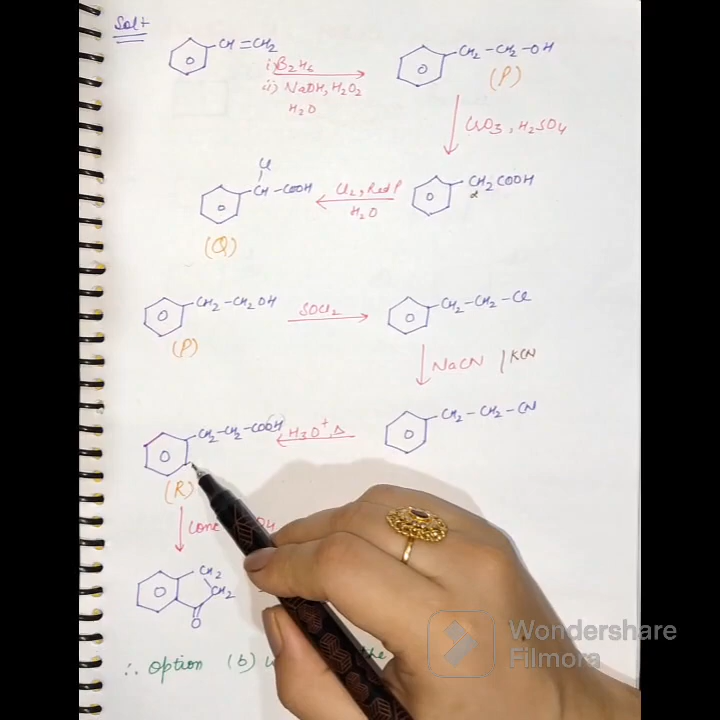 Sol+
CH=CH2
i) B2H6
ii) NaOH, H2O2
H2O
CH2-CH2-OH
(P)
CrO3, H2SO4
CH2COOH
α
Cl2, Red P
H2O
Cl
CH-COOH
(Q)
CH2-CH2OH
(P)
SOCl2
CH2-CH2-Cl
NaCN | KCN
CH2-CH2-CN
H3O+, Δ
CH2-CH2-COOH
(R)
conc
CH2
CH2
O
∴ option (b) the
Wondershare
Filmora